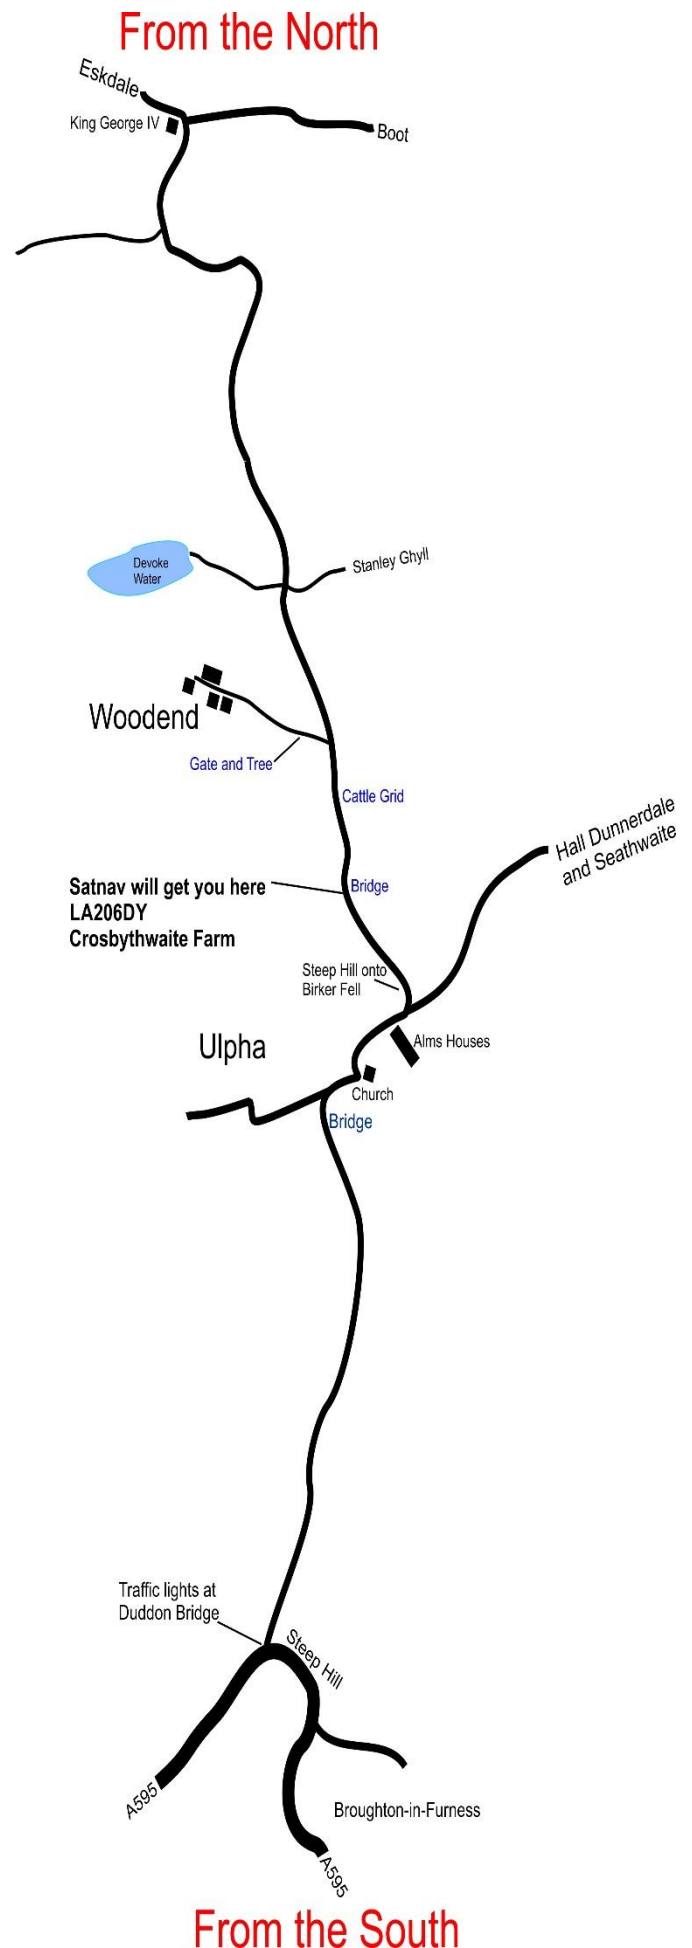 From the North
Eskdale
King George IV
Boot
Devoke
Water
Stanley Ghyll
Woodend
Gate and Tree
Cattle Grid
Hall Dunnerdale
and Seathwaite
Satnav will get you here
LA206DY
Crosbythwaite Farm
Bridge
Steep Hill onto
Birker Fell
Ulpha
Alms Houses
Church
Bridge
Traffic lights at
Duddon Bridge
Steep Hill
A595
Broughton-in-Furness
A595
From the South